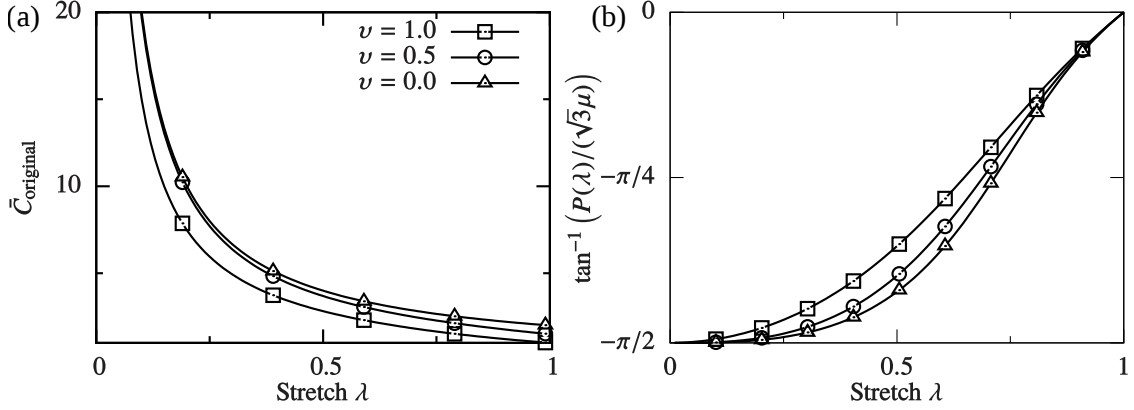 (a)
20
10
C̄original
υ = 1.0
υ = 0.5
υ = 0.0
0
0.5
1
Stretch λ
(b)
0
−π/4
−π/2
tan⁻¹ (P(λ)/(√3μ))
0
0.5
1
Stretch λ